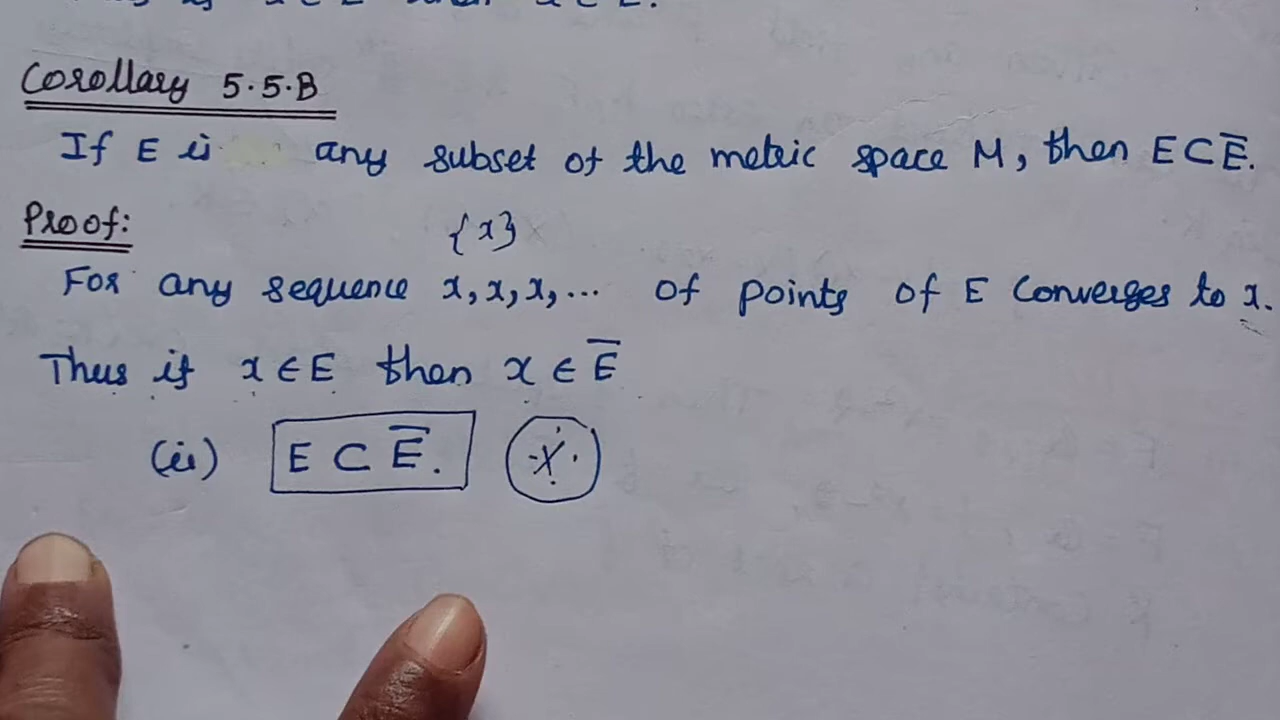 Corollary 5.5.B
If E is any subset of the metric space M, then E ⊂ E̅.
Proof:
{x}
For any sequence x, x, x, ... of points of E Converges to x.
Thus if x ∈ E then x ∈ E̅
(ie) E ⊂ E̅.